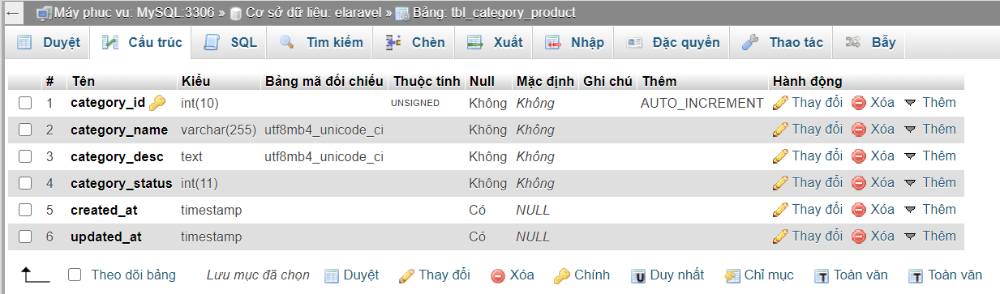 ← Máy phục vụ: MySQL:3306 » Cơ sở dữ liệu: elaravel » Bảng: tbl_category_product
Duyệt Cấu trúc SQL Tìm kiếm Chèn Xuất Nhập Đặc quyền Thao tác Bẫy
# Tên Kiểu Bảng mã đối chiếu Thuộc tính Null Mặc định Ghi chú Thêm Hành động
1 category_id int(10) UNSIGNED Không Không AUTO_INCREMENT Thay đổi Xóa Thêm
2 category_name varchar(255) utf8mb4_unicode_ci Không Không Thay đổi Xóa Thêm
3 category_desc text utf8mb4_unicode_ci Không Không Thay đổi Xóa Thêm
4 category_status int(11) Không Không Thay đổi Xóa Thêm
5 created_at timestamp Có NULL Thay đổi Xóa Thêm
6 updated_at timestamp Có NULL Thay đổi Xóa Thêm
Theo dõi bảng Lưu mục đã chọn Duyệt Thay đổi Xóa Chính U Duy nhất Chỉ mục T Toàn văn T Toàn văn